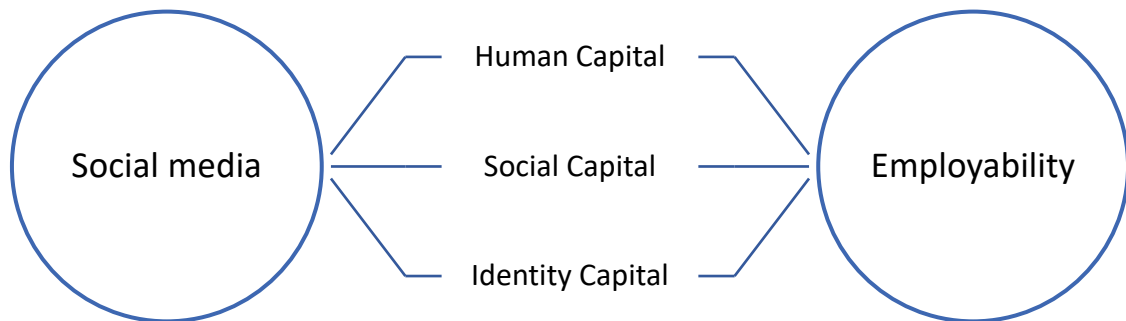 Social media
Human Capital
Social Capital
Identity Capital
Employability